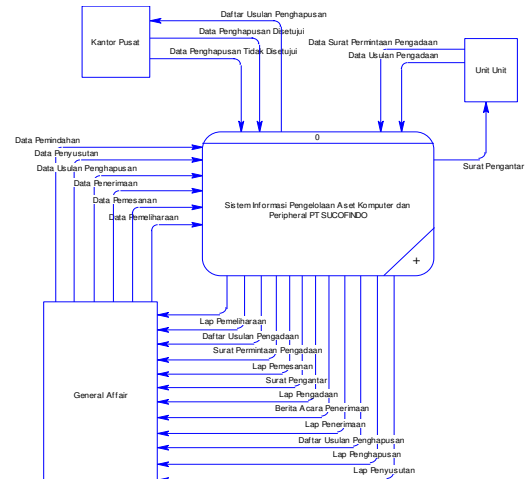 Daftar Usulan Penghapusan
Kantor Pusat
Data Penghapusan Disetujui
Data Penghapusan Tidak Disetujui
Data Surat Permintaan Pengadaan
Data Usulan Pengadaan
Unit Unit
Surat Pengantar
0
Data Pemindahan
Data Penyusutan
Data Usulan Penghapusan
Data Penerimaan
Data Pemesanan
Data Pemeliharaan
Sistem Informasi Pengelolaan Aset Komputer dan
Peripheral PT SUCOFINDO
+
General Affair
Lap Pemeliharaan
Daftar Usulan Pengadaan
Surat Permintaan Pengadaan
Lap Pemesanan
Surat Pengantar
Lap Pengadaan
Berita Acara Penerimaan
Lap Penerimaan
Daftar Usulan Penghapusan
Lap Penghapusan
Lap Penyusutan